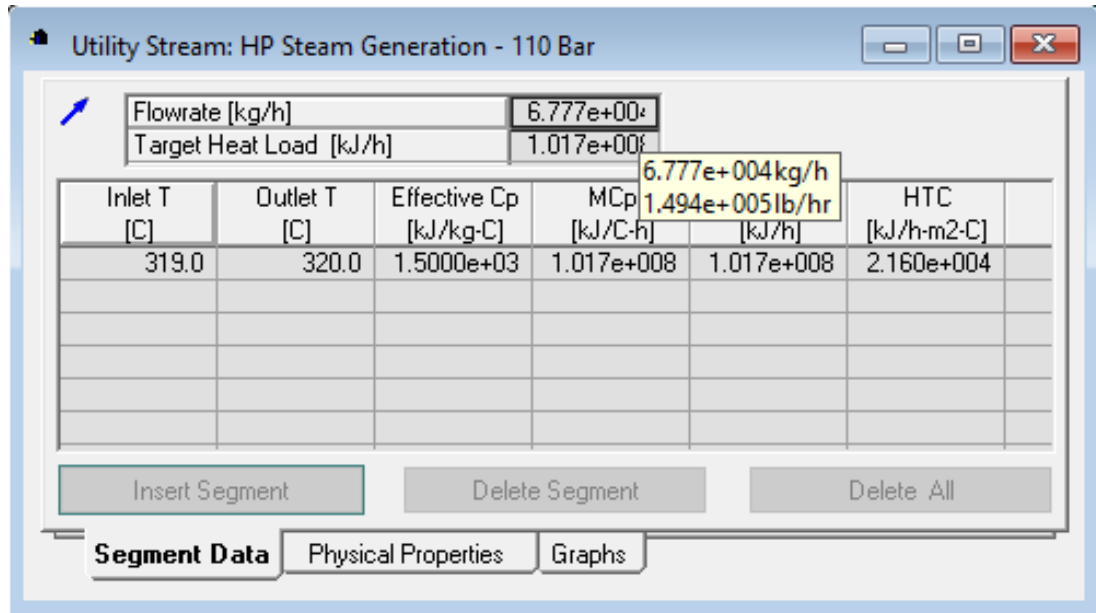 Utility Stream: HP Steam Generation - 110 Bar
Flowrate [kg/h] 6.777e+004
Target Heat Load [kJ/h] 1.017e+008
6.777e+004kg/h
1.494e+005lb/hr
Inlet T Outlet T Effective Cp MCp HTC
[C] [C] [kJ/kg-C] [kJ/C-h] [kJ/h] [kJ/h-m2-C]
319.0 320.0 1.5000e+03 1.017e+008 1.017e+008 2.160e+004
Insert Segment Delete Segment Delete All
Segment Data Physical Properties Graphs